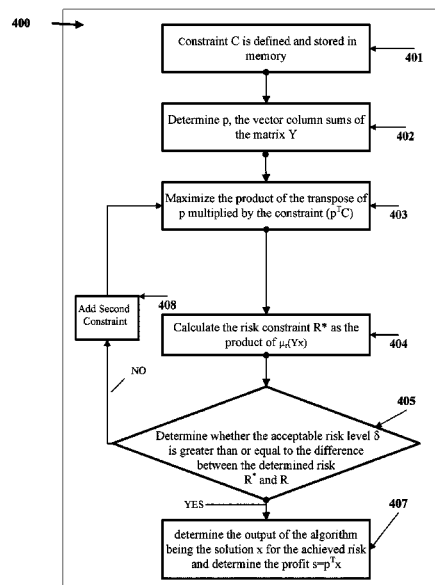 400
Constraint C is defined and stored in
memory
401
Determine p, the vector column sums of
the matrix Y
402
Maximize the product of the transpose of
p multiplied by the constraint (pᵀC)
403
408
Add Second
Constraint
Calculate the risk constraint R* as the
product of μᵣ(Yx)
404
NO
405
Determine whether the acceptable risk level δ
is greater than or equal to the difference
between the determined risk
R* and R
YES
407
determine the output of the algorithm
being the solution x for the achieved risk
and determine the profit s=pᵀx